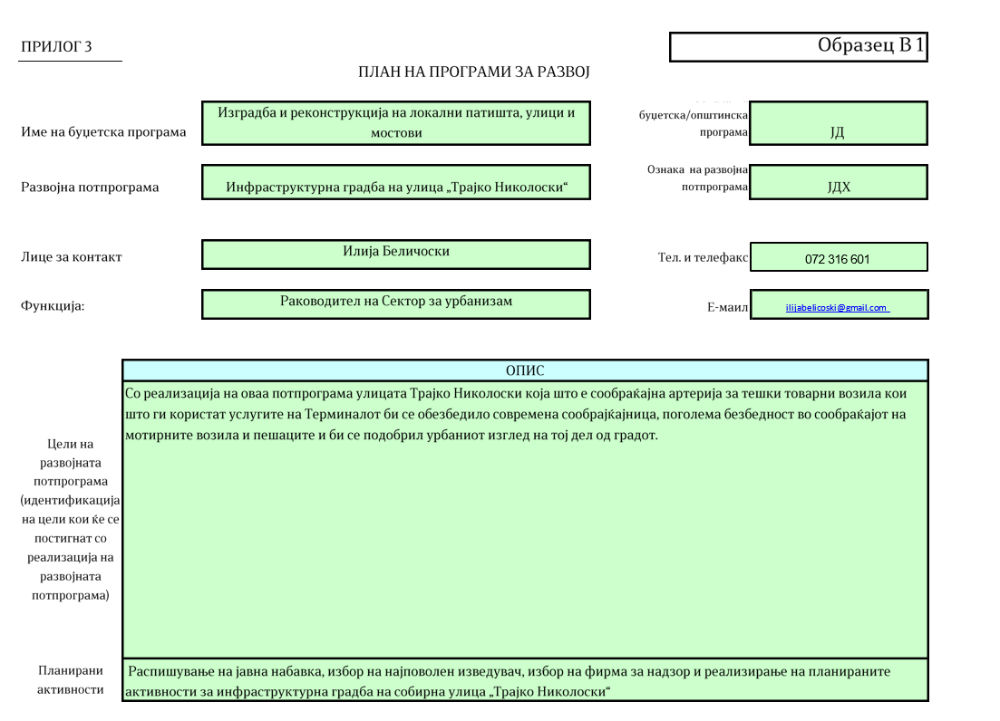 ПРИЛОГ 3
Образец В 1
ПЛАН НА ПРОГРАМИ ЗА РАЗВОЈ
Име на буџетска програма
Изградба и реконструкција на локални патишта, улици и
мостови
буџетска/општинска
програма
ЈД
Развојна потпрограма
Инфраструктурна градба на улица „Трајко Николоски“
Ознака на развојна
потпрограма
ЈДХ
Лице за контакт
Илија Беличоски
Тел. и телефакс
072 316 601
Функција:
Раководител на Сектор за урбанизам
Е-маил
ilijabelicoski@gmail.com
ОПИС
Цели на
развојната
потпрограма
(идентификација
на цели кои ќе се
постигнат со
реализација на
развојната
потпрограма)
Со реализација на оваа потпрограма улицата Трајко Николоски која што е сообраќајна артерија за тешки товарни возила кои
што ги користат услугите на Терминалот би се обезбедило современа сообрајќајница, поголема безбедност во сообраќајот на
мотирните возила и пешаците и би се подобрил урбаниот изглед на тој дел од градот.
Планирани
активности
Распишување на јавна набавка, избор на најповолен изведувач, избор на фирма за надзор и реализирање на планираните
активности за инфраструктурна градба на собирна улица „Трајко Николоски“